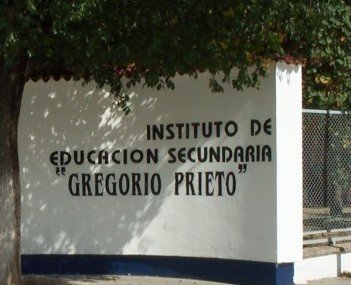 INSTITUTO DE
EDUCACION SECUNDARIA
"GREGORIO PRIETO"